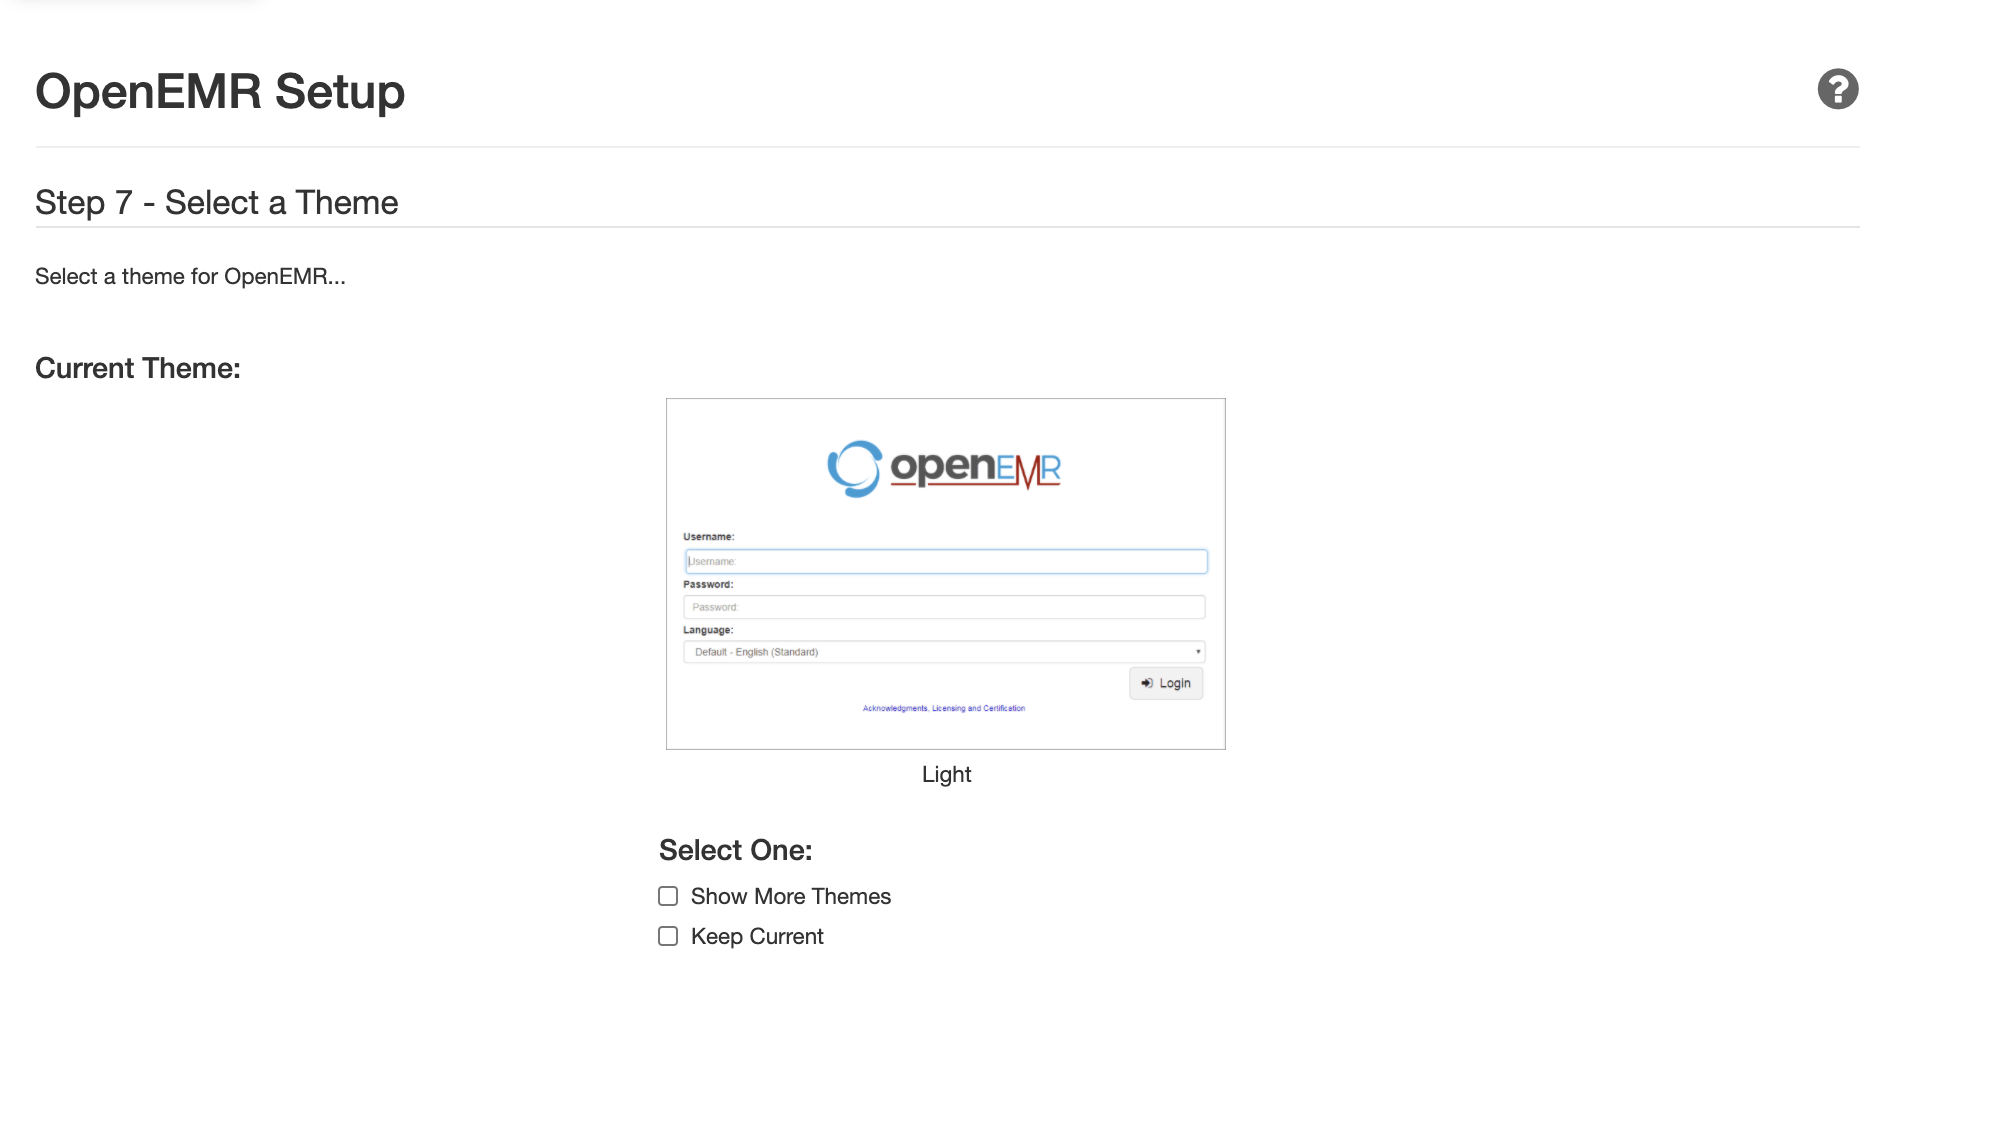 OpenEMR Setup
Step 7 - Select a Theme
Select a theme for OpenEMR...
Current Theme:
openEMR
Username:
Username:
Password:
Password:
Language:
Default - English (Standard)
Login
Acknowledgments, Licensing and Certification
Light
Select One:
Show More Themes
Keep Current